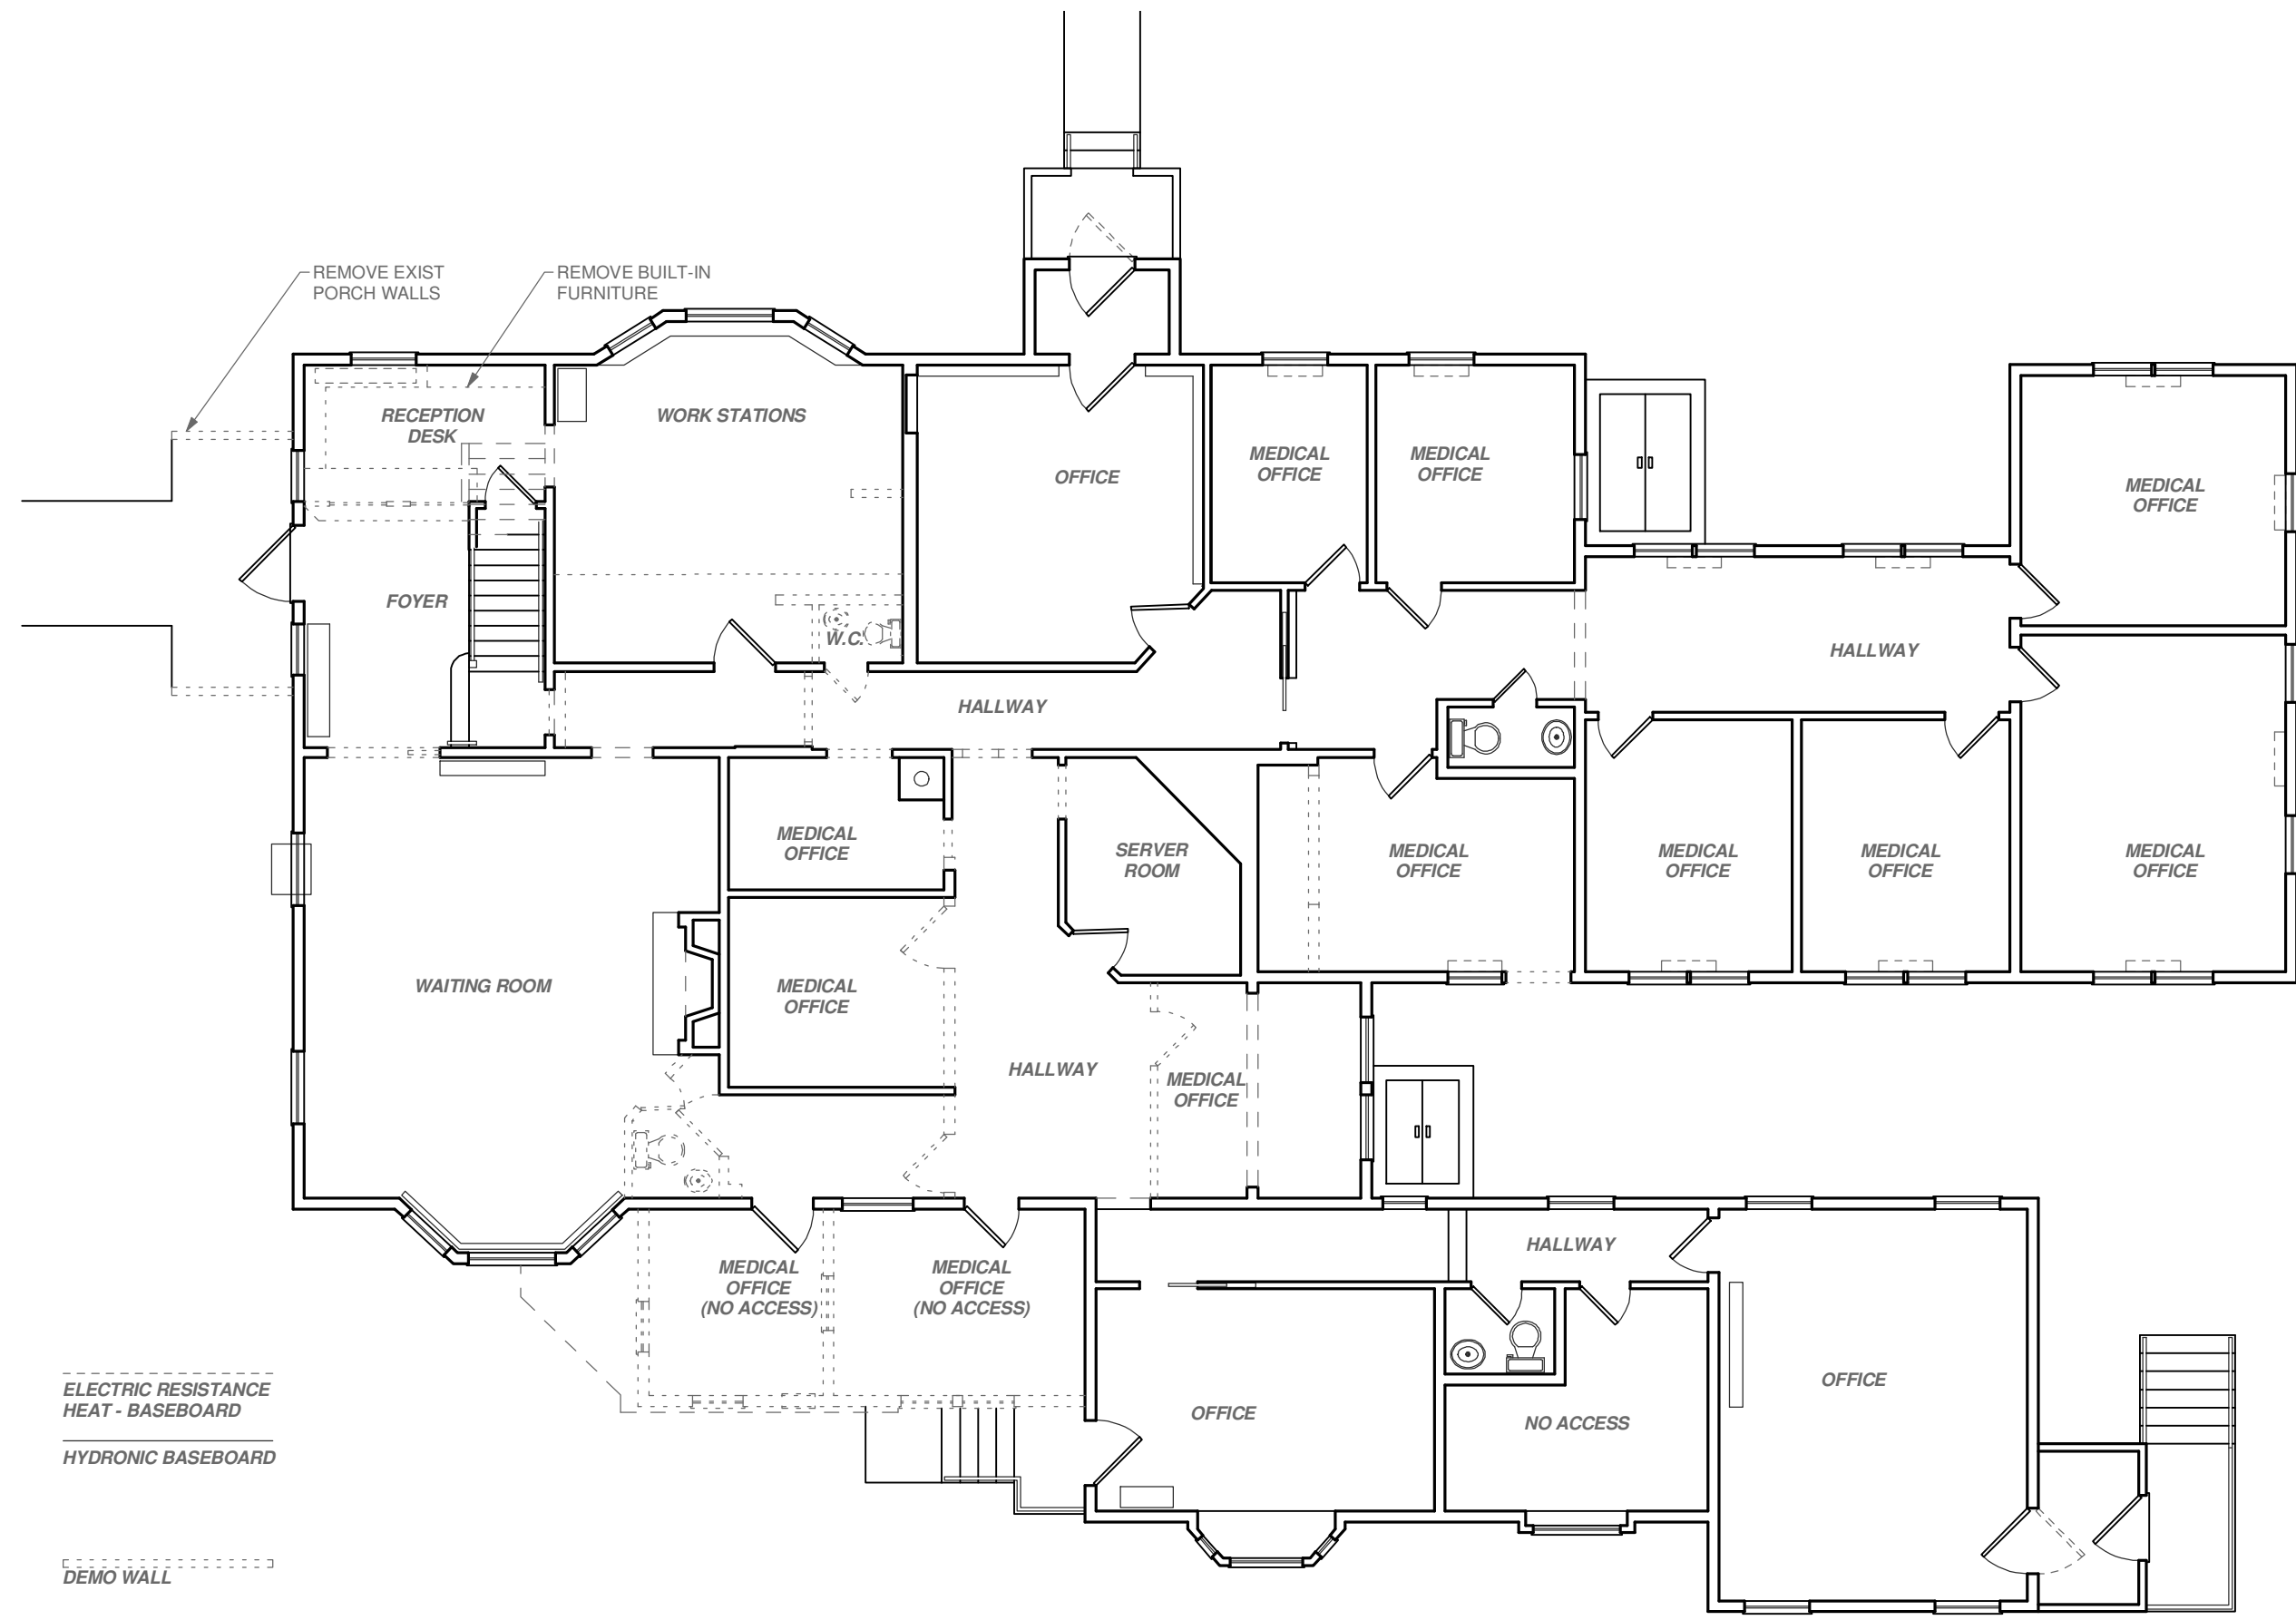 REMOVE EXIST
PORCH WALLS
REMOVE BUILT-IN
FURNITURE
RECEPTION
DESK
WORK STATIONS
OFFICE
MEDICAL
OFFICE
MEDICAL
OFFICE
MEDICAL
OFFICE
FOYER
W.C.
HALLWAY
HALLWAY
MEDICAL
OFFICE
SERVER
ROOM
MEDICAL
OFFICE
MEDICAL
OFFICE
MEDICAL
OFFICE
MEDICAL
OFFICE
WAITING ROOM
MEDICAL
OFFICE
HALLWAY
MEDICAL
OFFICE
HALLWAY
MEDICAL
OFFICE
(NO ACCESS)
MEDICAL
OFFICE
(NO ACCESS)
OFFICE
NO ACCESS
OFFICE
ELECTRIC RESISTANCE
HEAT - BASEBOARD
HYDRONIC BASEBOARD
DEMO WALL